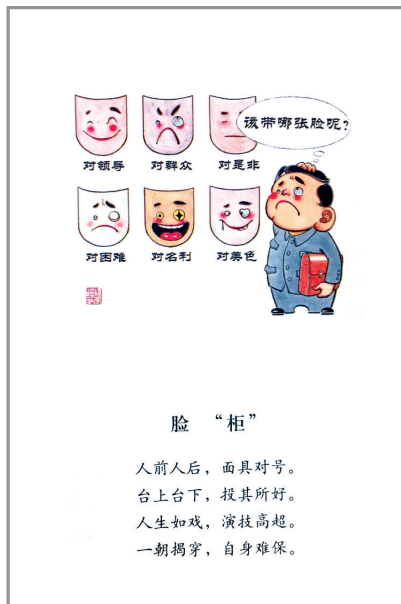 该带哪张脸呢?
对领导 对群众 对是非
对困难 对名利 对美色
脸 “柜”
人前人后，面具对号。
台上台下，投其所好。
人生如戏，演技高超。
一朝揭穿，自身难保。